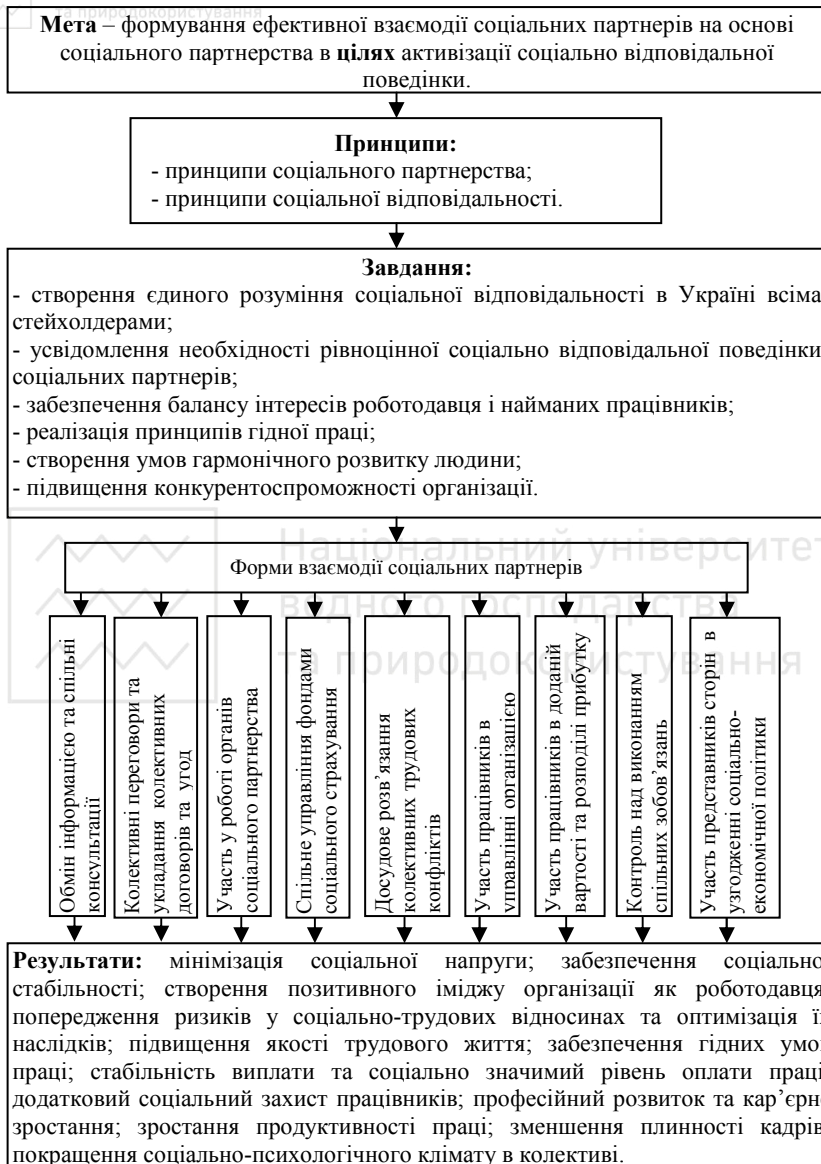 та природокористування
Мета – формування ефективної взаємодії соціальних партнерів на основі
соціального партнерства в цілях активізації соціально відповідальної
поведінки.
Принципи:
- принципи соціального партнерства;
- принципи соціальної відповідальності.
Завдання:
- створення єдиного розуміння соціальної відповідальності в Україні всіма
стейхолдерами;
- усвідомлення необхідності рівноцінної соціально відповідальної поведінки
соціальних партнерів;
- забезпечення балансу інтересів роботодавця і найманих працівників;
- реалізація принципів гідної праці;
- створення умов гармонічного розвитку людини;
- підвищення конкурентоспроможності організації.
Національний університет
водного господарства
та природокористування
Форми взаємодії соціальних партнерів
Обмін інформацією та спільні
консультації
Колективні переговори та
укладання колективних
договорів та угод
Участь у роботі органів
соціального партнерства
Спільне управління фондами
соціального страхування
Досудове розв’язання
колективних трудових
конфліктів
Участь працівників в
управлінні організацією
Участь працівників в доданій
вартості та розподілі прибутку
Контроль над виконанням
спільних зобов’язань
Участь представників сторін в
узгодженні соціально-
економічної політики
Результати: мінімізація соціальної напруги; забезпечення соціально
стабільності; створення позитивного іміджу організації як роботодавця
попередження ризиків у соціально-трудових відносинах та оптимізація їх
наслідків; підвищення якості трудового життя; забезпечення гідних умо
праці; стабільність виплати та соціально значимий рівень оплати праці
додатковий соціальний захист працівників; професійний розвиток та кар’єрн
зростання; зростання продуктивності праці; зменшення плинності кадрів
покращення соціально-психологічного клімату в колективі.